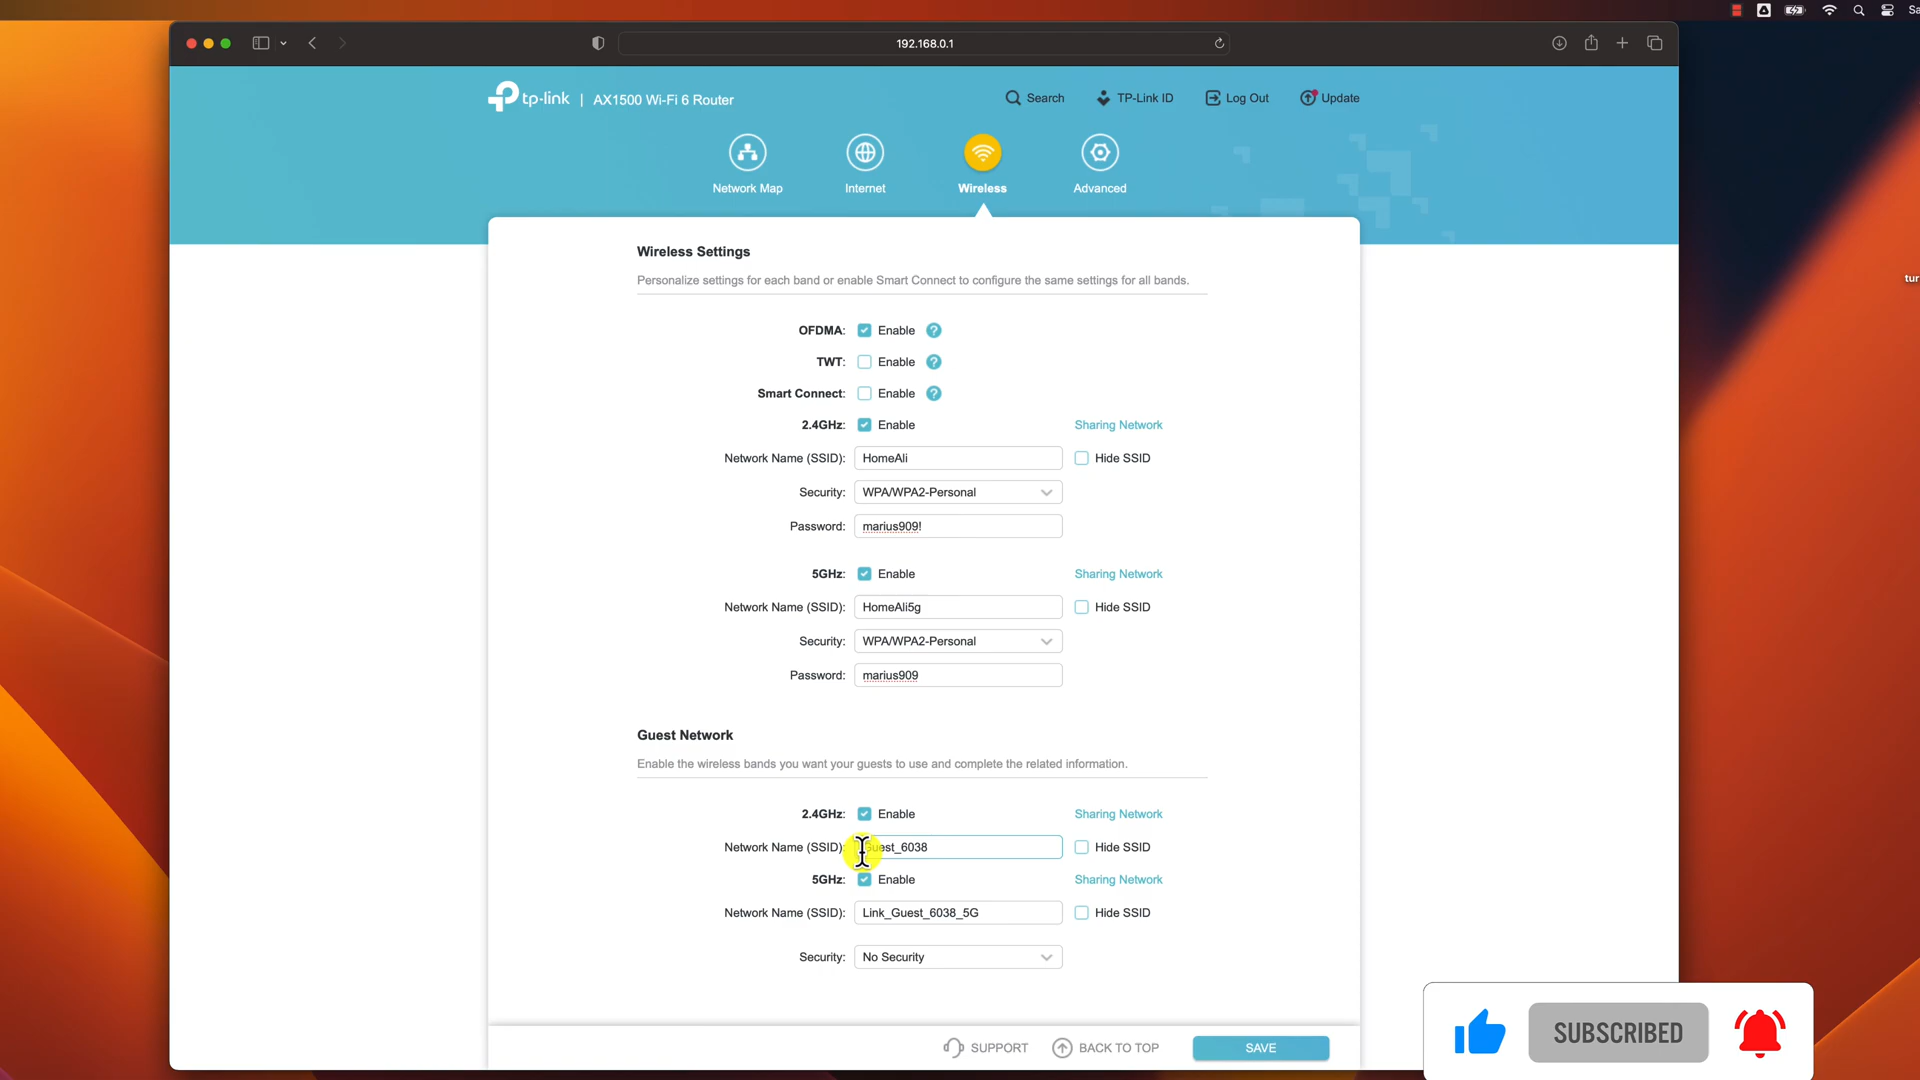 Sa
192.168.0.1
tp-link | AX1500 Wi-Fi 6 Router
Search
TP-Link ID
Log Out
Update
Network Map
Internet
Wireless
Advanced
tur
Wireless Settings
Personalize settings for each band or enable Smart Connect to configure the same settings for all bands.
OFDMA: Enable ?
TWT: Enable ?
Smart Connect: Enable ?
2.4GHz: Enable Sharing Network
Network Name (SSID): HomeAli Hide SSID
Security: WPA/WPA2-Personal
Password: marius909!
5GHz: Enable Sharing Network
Network Name (SSID): HomeAli5g Hide SSID
Security: WPA/WPA2-Personal
Password: marius909
Guest Network
Enable the wireless bands you want your guests to use and complete the related information.
2.4GHz: Enable Sharing Network
Network Name (SSID): Guest_6038 Hide SSID
5GHz: Enable Sharing Network
Network Name (SSID): Link_Guest_6038_5G Hide SSID
Security: No Security
SUPPORT
BACK TO TOP
SAVE
SUBSCRIBED